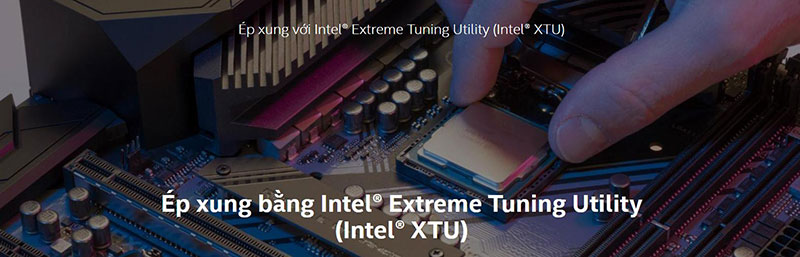 Ép xung với Intel® Extreme Tuning Utility (Intel® XTU)
Ép xung bằng Intel® Extreme Tuning Utility
(Intel® XTU)